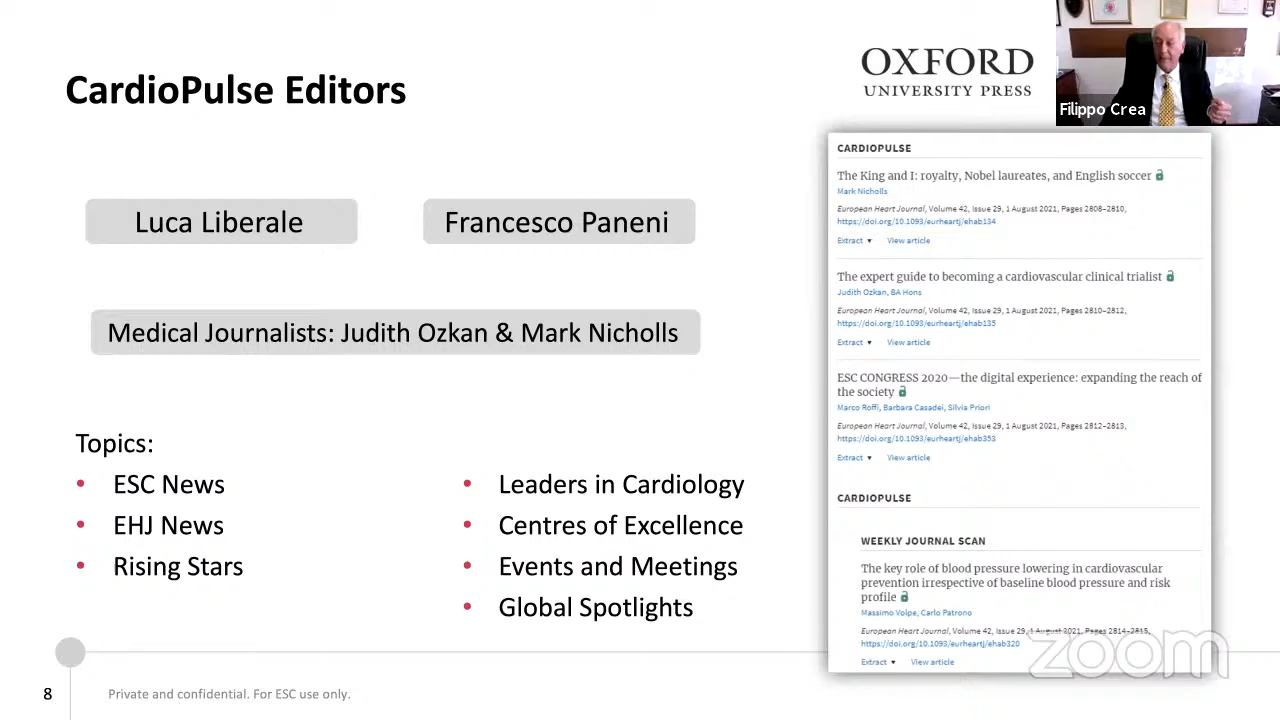 CardioPulse Editors
OXFORD
UNIVERSITY PRESS
Filippo Crea
Luca Liberale
Francesco Paneni
Medical Journalists: Judith Ozkan & Mark Nicholls
Topics:
• ESC News
• EHJ News
• Rising Stars
• Leaders in Cardiology
• Centres of Excellence
• Events and Meetings
• Global Spotlights
CARDIOPULSE
The King and I: royalty, Nobel laureates, and English soccer
Mark Nicholls
European Heart Journal, Volume 42, Issue 29, 1 August 2021, Pages 2808–2810,
https://doi.org/10.1093/eurheartj/ehab134
Extract ▼ View article
The expert guide to becoming a cardiovascular clinical trialist
Judith Ozkan, BA Hons
European Heart Journal, Volume 42, Issue 29, 1 August 2021, Pages 2810–2812,
https://doi.org/10.1093/eurheartj/ehab135
Extract ▼ View article
ESC CONGRESS 2020—the digital experience: expanding the reach of
the society
Marco Roffi, Barbara Casadei, Silvia Priori
European Heart Journal, Volume 42, Issue 29, 1 August 2021, Pages 2812–2813,
https://doi.org/10.1093/eurheartj/ehab353
Extract ▼ View article
CARDIOPULSE
WEEKLY JOURNAL SCAN
The key role of blood pressure lowering in cardiovascular
prevention irrespective of baseline blood pressure and risk
profile
Massimo Volpe, Carlo Patrono
European Heart Journal, Volume 42, Issue 29, 1 August 2021, Pages 2814–2815,
https://doi.org/10.1093/eurheartj/ehab320
Extract ▼ View article
zoom
8
Private and confidential. For ESC use only.